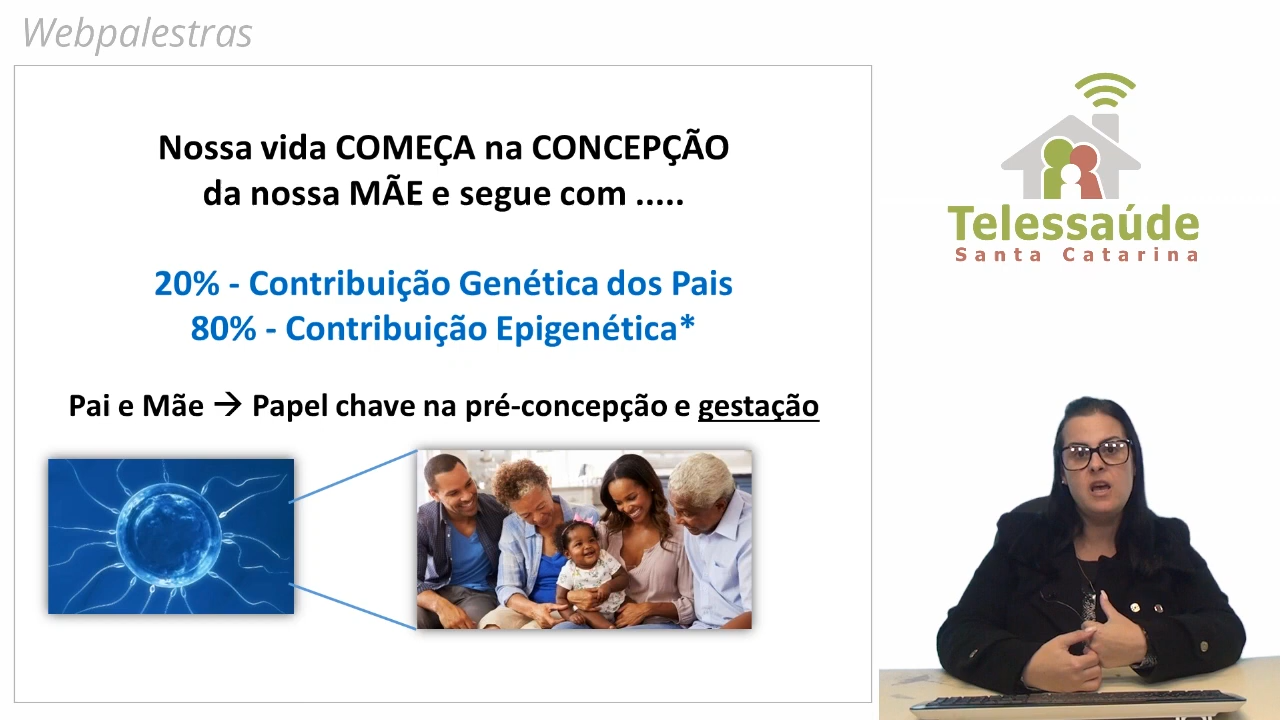 Webpalestras
Nossa vida COMEÇA na CONCEPÇÃO
da nossa MÃE e segue com .....
20% - Contribuição Genética dos Pais
80% - Contribuição Epigenética*
Pai e Mãe → Papel chave na pré-concepção e gestação
Telessaúde
Santa Catarina